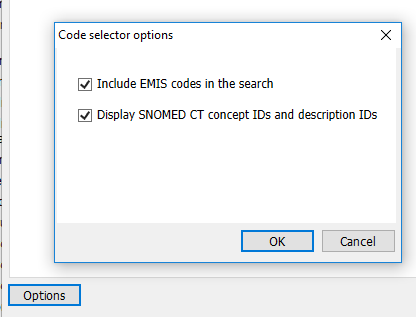 Code selector options
Include EMIS codes in the search
Display SNOMED CT concept IDs and description IDs
OK Cancel
Options